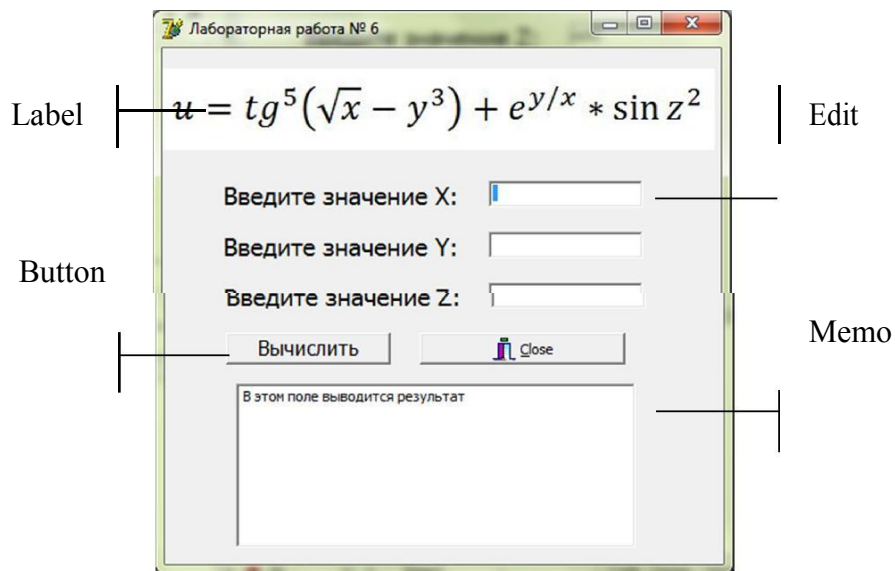 Лабораторная работа № 6
Label
u = tg⁵(√x − y³) + e^{y/x} * sin z²
Edit
Введите значение X:
Введите значение Y:
Button
Введите значение Z:
Вычислить
Close
Memo
В этом поле выводится результат